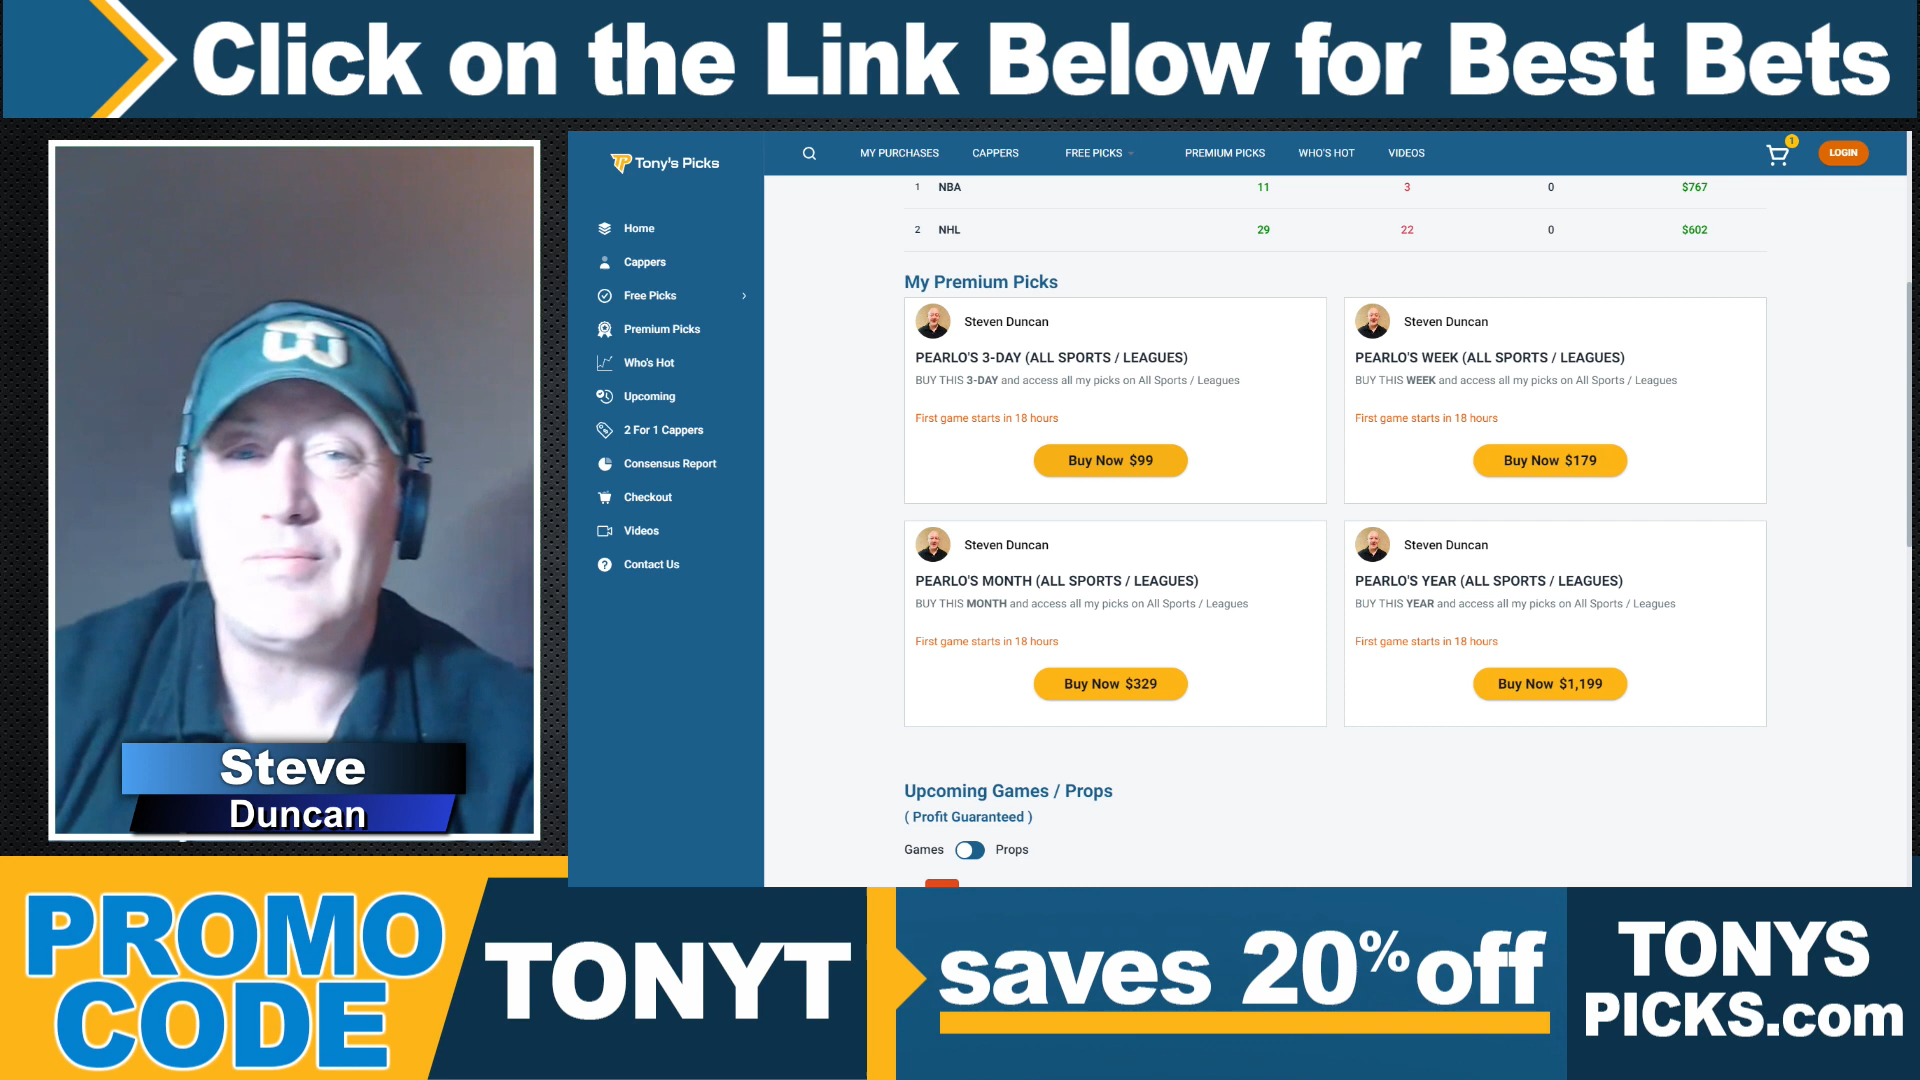 Click on the Link Below for Best Bets
Tony's Picks
MY PURCHASES CAPPERS FREE PICKS PREMIUM PICKS WHO'S HOT VIDEOS 1 LOGIN
Home
Cappers
Free Picks
Premium Picks
Who's Hot
Upcoming
2 For 1 Cappers
Consensus Report
Checkout
Videos
Contact Us
1 NBA 11 3 0 $767
2 NHL 29 22 0 $602
My Premium Picks
Steven Duncan
PEARLO'S 3-DAY (ALL SPORTS / LEAGUES)
BUY THIS 3-DAY and access all my picks on All Sports / Leagues
First game starts in 18 hours
Buy Now $99
Steven Duncan
PEARLO'S WEEK (ALL SPORTS / LEAGUES)
BUY THIS WEEK and access all my picks on All Sports / Leagues
First game starts in 18 hours
Buy Now $179
Steven Duncan
PEARLO'S MONTH (ALL SPORTS / LEAGUES)
BUY THIS MONTH and access all my picks on All Sports / Leagues
First game starts in 18 hours
Buy Now $329
Steven Duncan
PEARLO'S YEAR (ALL SPORTS / LEAGUES)
BUY THIS YEAR and access all my picks on All Sports / Leagues
First game starts in 18 hours
Buy Now $1,199
Upcoming Games / Props
( Profit Guaranteed )
Games Props
Steve
Duncan
PROMO
CODE
TONYT
saves 20% off
TONYS
PICKS.com